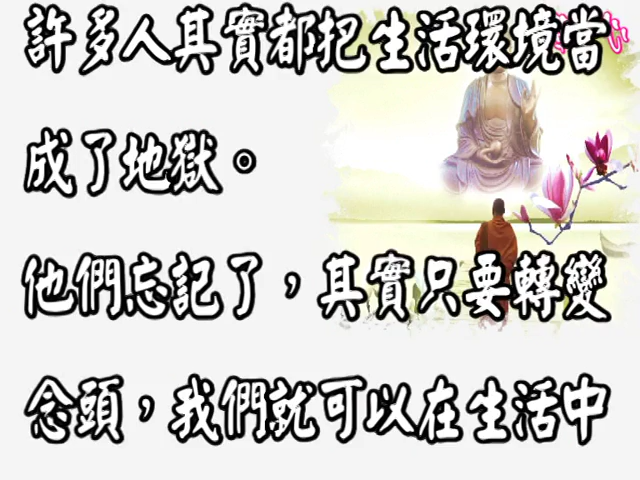 許多人其實都把生活環境當
成了地獄。
他們忘記了，其實只要轉變
念頭，我們就可以在生活中